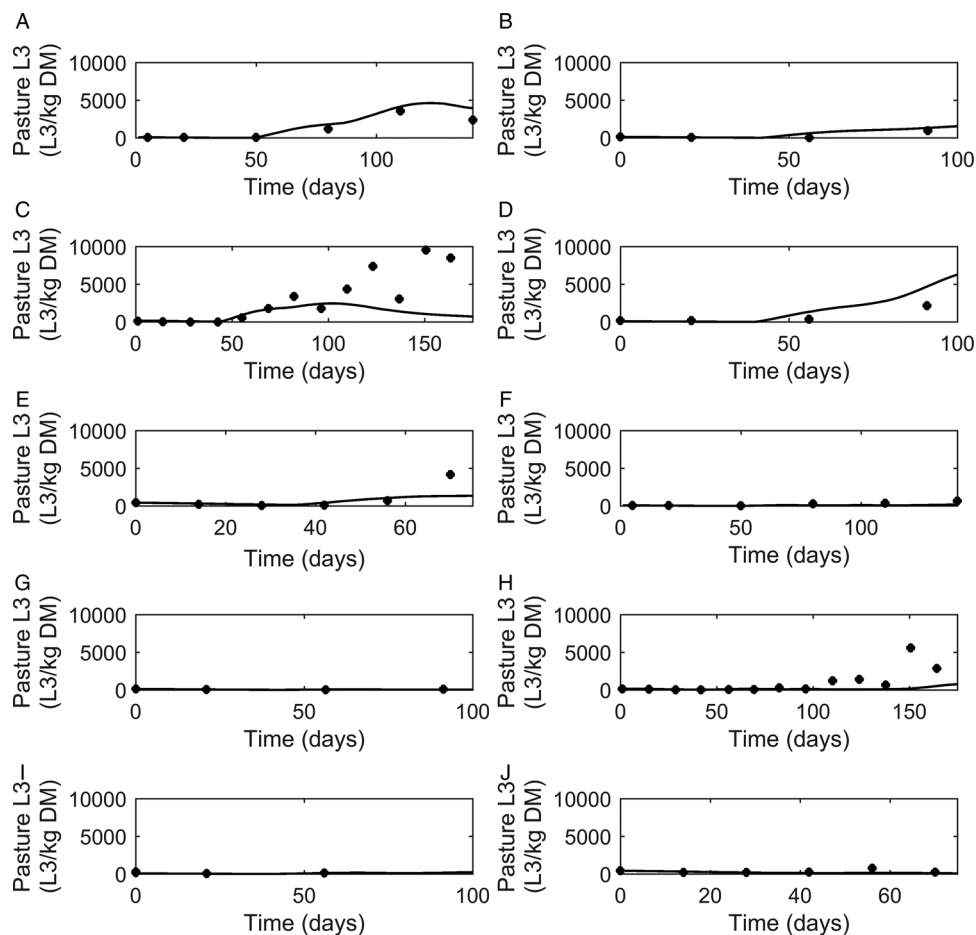 A
Pasture L3
(L3/kg DM)
10000
5000
0
0 50 100
Time (days)
B
Pasture L3
(L3/kg DM)
10000
5000
0
0 50 100
Time (days)
C
Pasture L3
(L3/kg DM)
10000
5000
0
0 50 100 150
Time (days)
D
Pasture L3
(L3/kg DM)
10000
5000
0
0 50 100
Time (days)
E
Pasture L3
(L3/kg DM)
10000
5000
0
0 20 40 60
Time (days)
F
Pasture L3
(L3/kg DM)
10000
5000
0
0 50 100
Time (days)
G
Pasture L3
(L3/kg DM)
10000
5000
0
0 50 100
Time (days)
H
Pasture L3
(L3/kg DM)
10000
5000
0
0 50 100 150
Time (days)
I
Pasture L3
(L3/kg DM)
10000
5000
0
0 50 100
Time (days)
J
Pasture L3
(L3/kg DM)
10000
5000
0
0 20 40 60
Time (days)